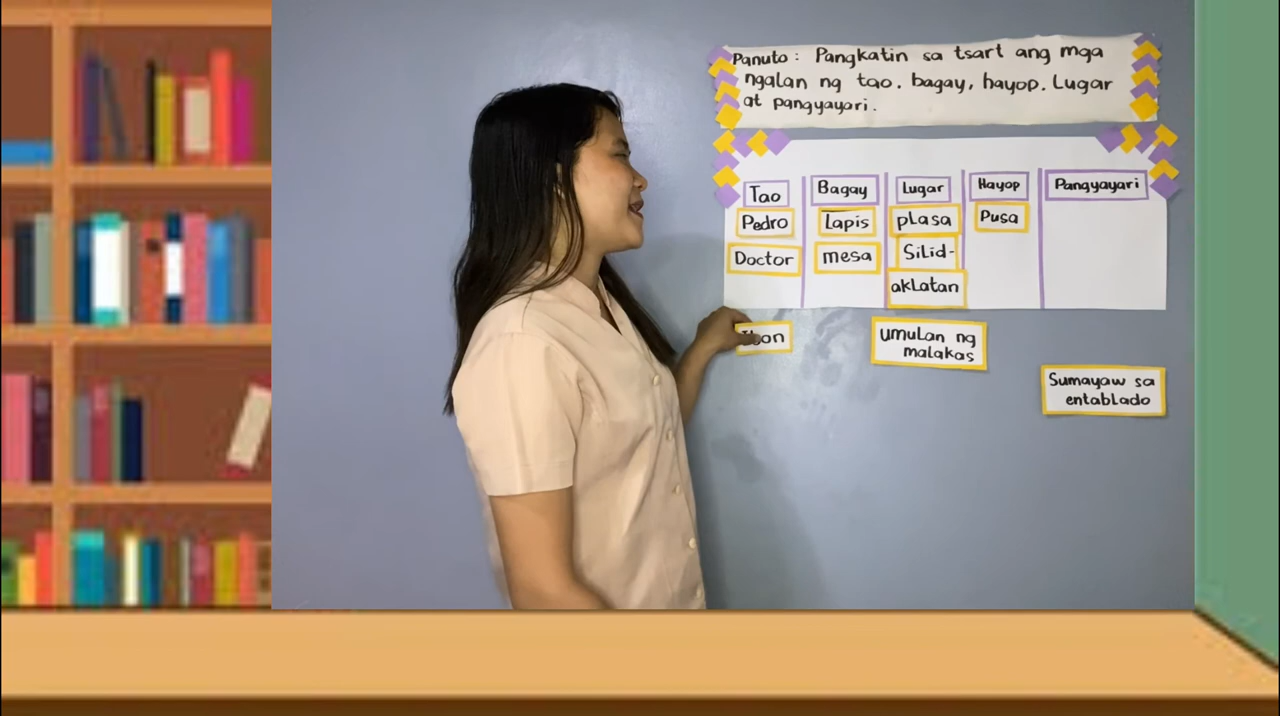 Panuto: Pangkatin sa tsart ang mga
ngalan ng tao. bagay, hayop. Lugar
at pangyayari.
Tao
Bagay
Lugar
Hayop
Pangyayari
Pedro
Lapis
plasa
Pusa
Doctor
mesa
Silid-
aklatan
umulan ng
malakas
Sumayaw sa
entablado